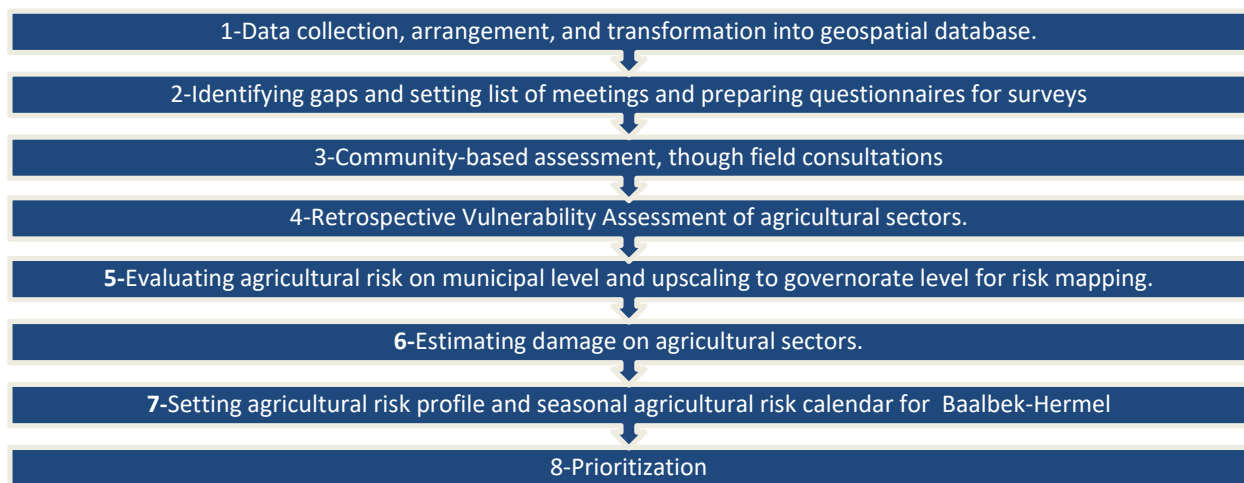 1-Data collection, arrangement, and transformation into geospatial database.
2-Identifying gaps and setting list of meetings and preparing questionnaires for surveys
3-Community-based assessment, though field consultations
4-Retrospective Vulnerability Assessment of agricultural sectors.
5-Evaluating agricultural risk on municipal level and upscaling to governorate level for risk mapping.
6-Estimating damage on agricultural sectors.
7-Setting agricultural risk profile and seasonal agricultural risk calendar for Baalbek-Hermel
8-Prioritization